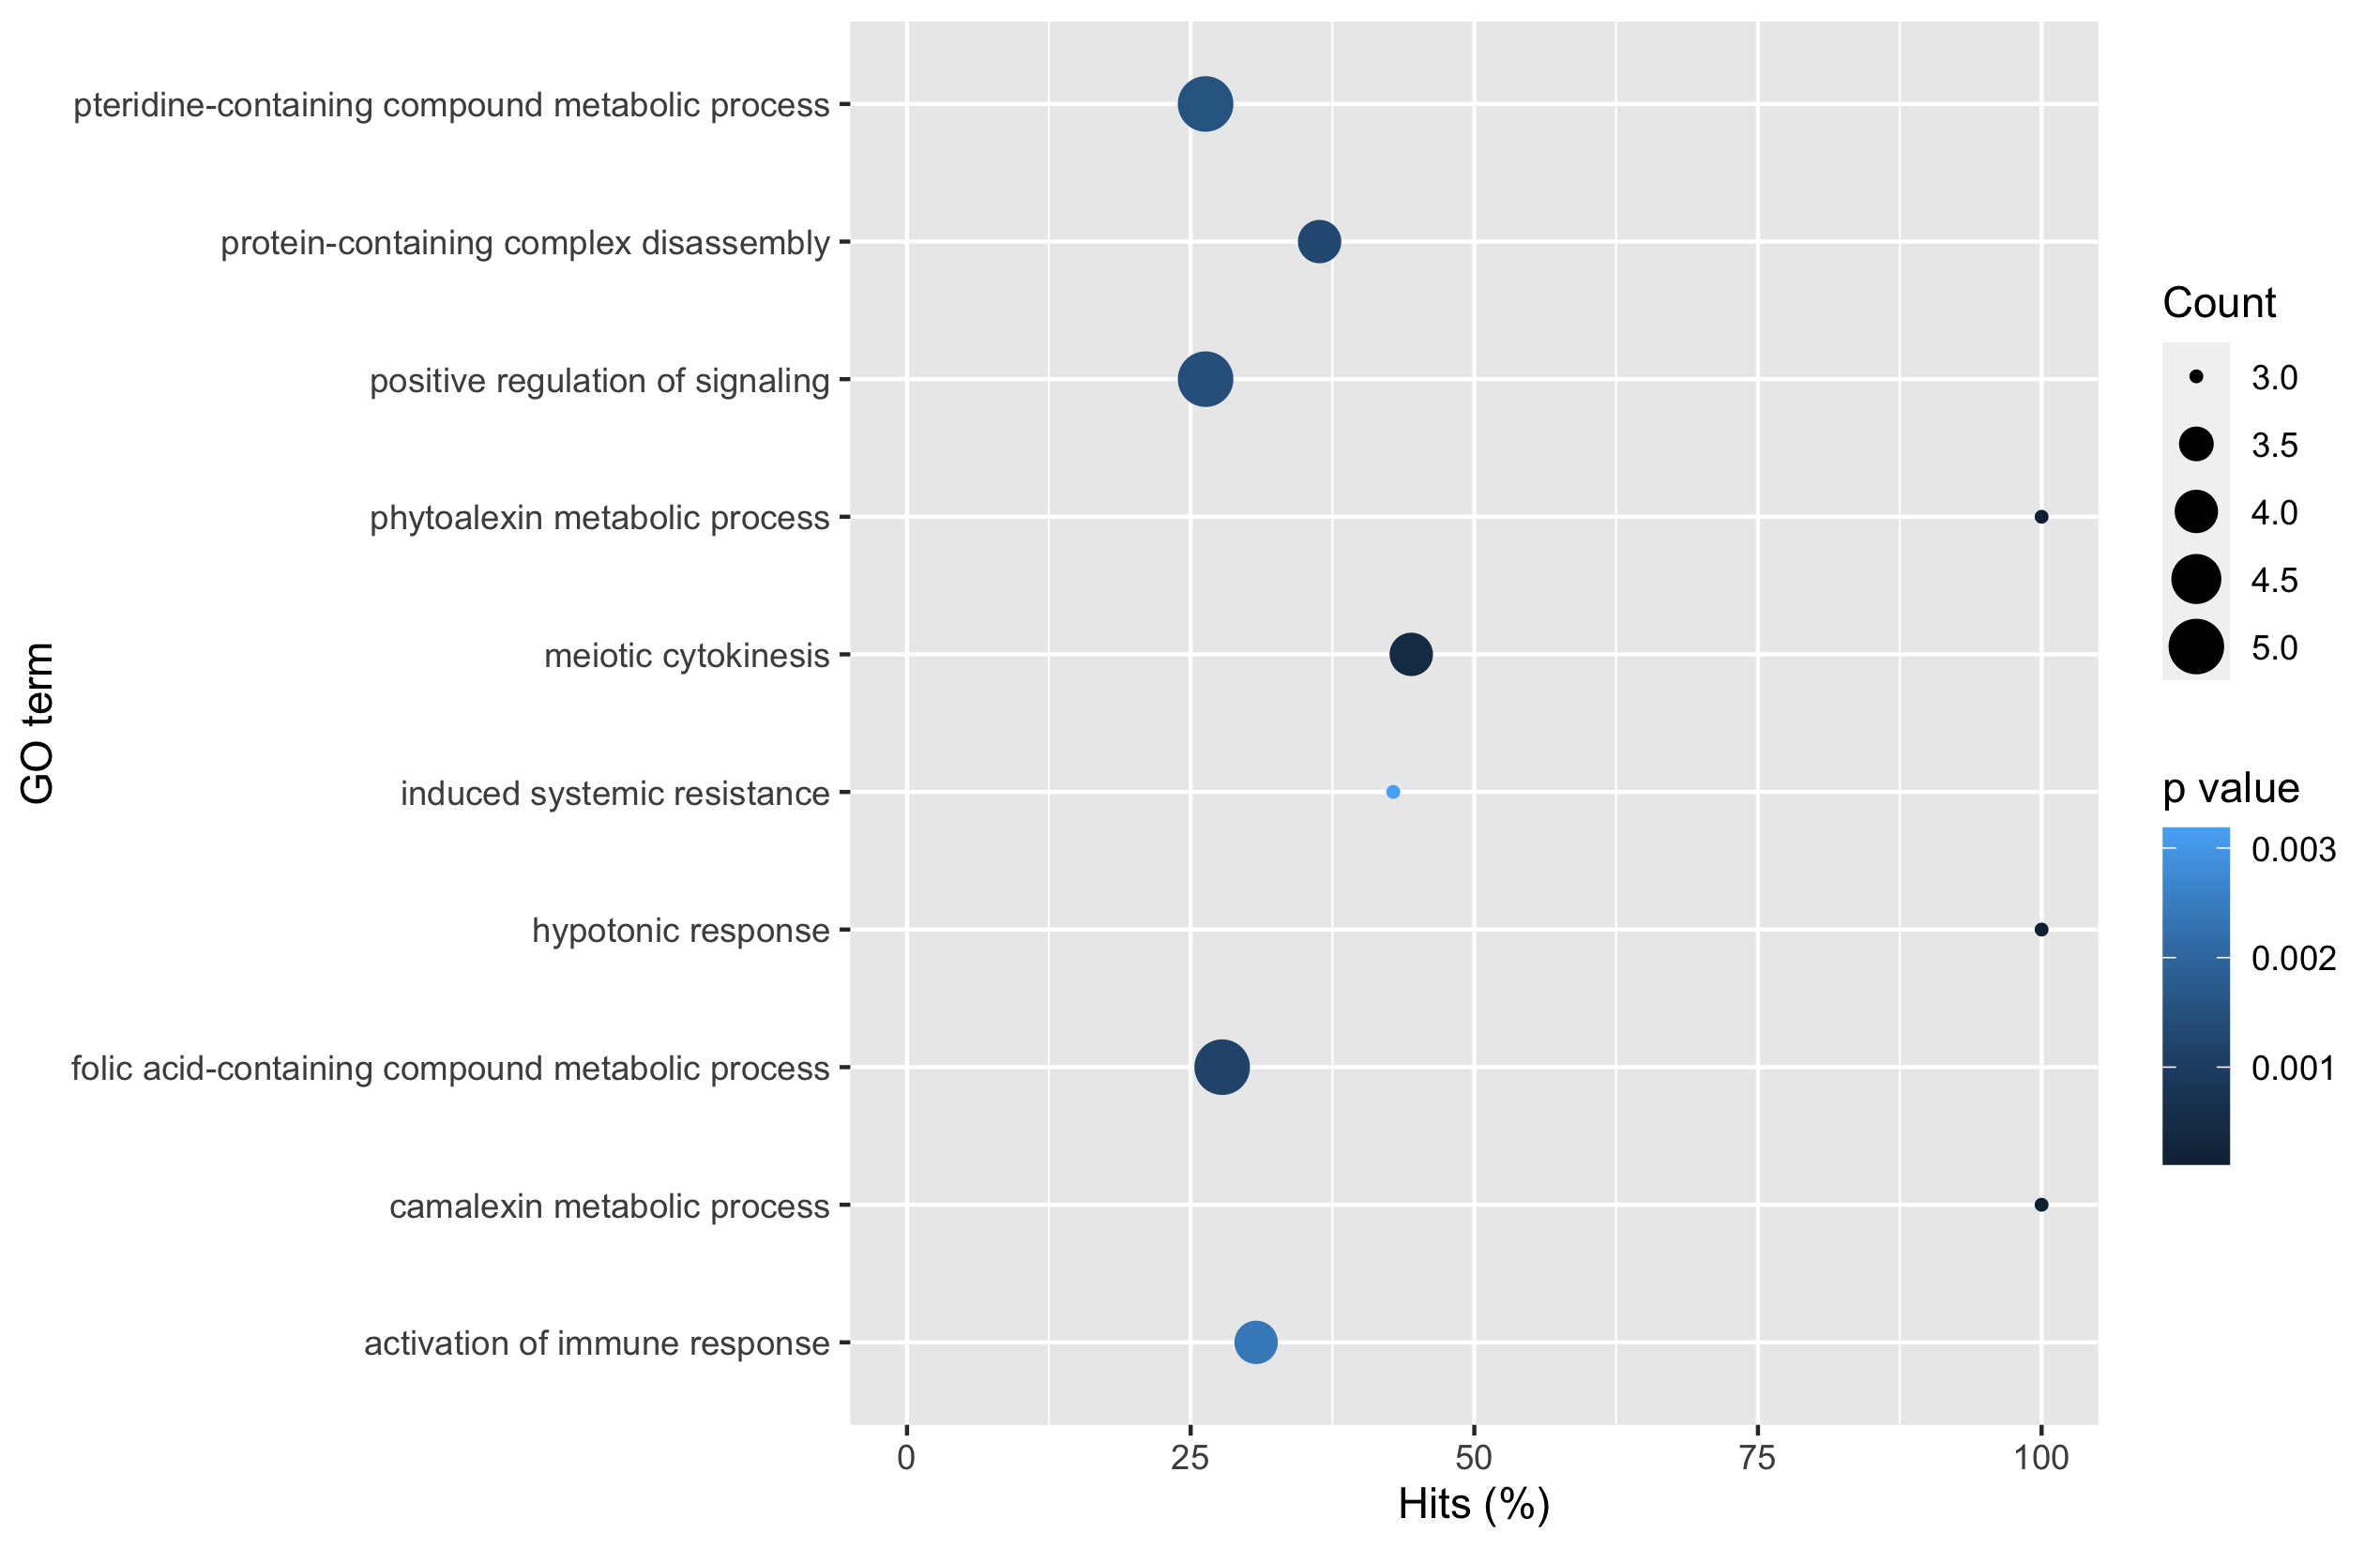 pteridine-containing compound metabolic process
protein-containing complex disassembly
positive regulation of signaling
phytoalexin metabolic process
meiotic cytokinesis
induced systemic resistance
hypotonic response
folic acid-containing compound metabolic process
camalexin metabolic process
activation of immune response
GO term
0 25 50 75 100
Hits (%)
Count
3.0
3.5
4.0
4.5
5.0
p value
0.003
0.002
0.001